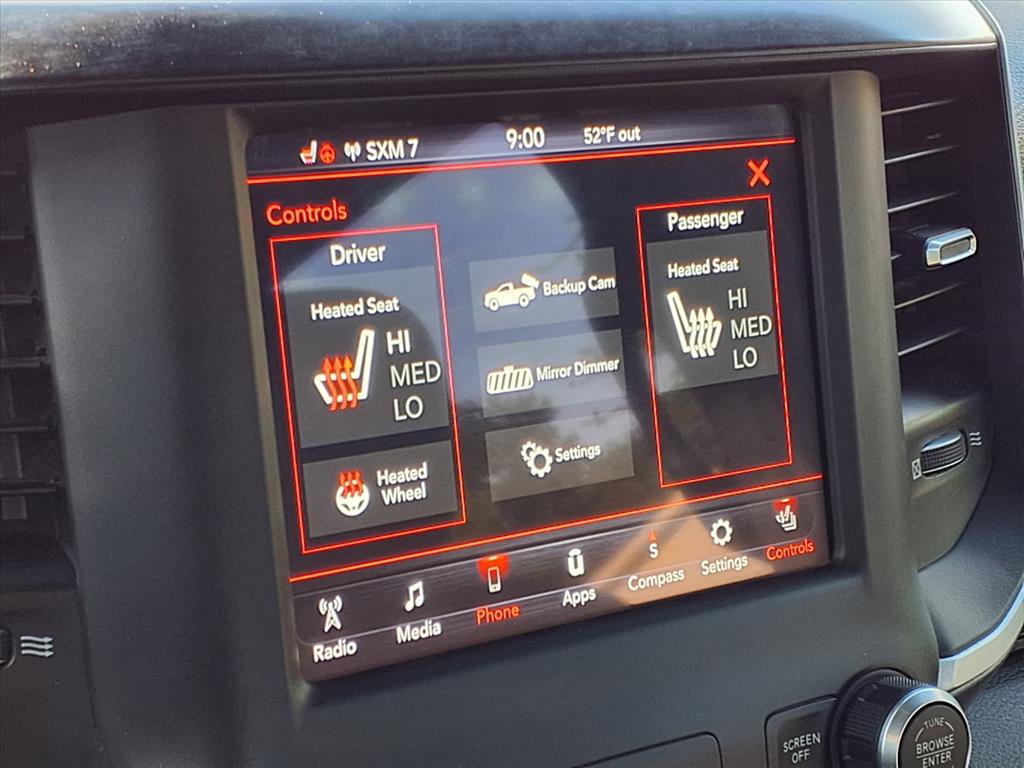 SXM 7
9:00
52°F out
Controls
X
Driver
Heated Seat
HI
MED
LO
Heated
Wheel
Backup Cam
Mirror Dimmer
Settings
Passenger
Heated Seat
HI
MED
LO
Radio
Media
Phone
Apps
S
Compass
Settings
Controls
SCREEN
OFF
TUNE
BROWSE
ENTER